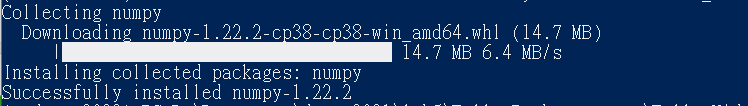 Collecting numpy
Downloading numpy-1.22.2-cp38-cp38-win_amd64.whl (14.7 MB)
| 14.7 MB 6.4 MB/s
Installing collected packages: numpy
Successfully installed numpy-1.22.2